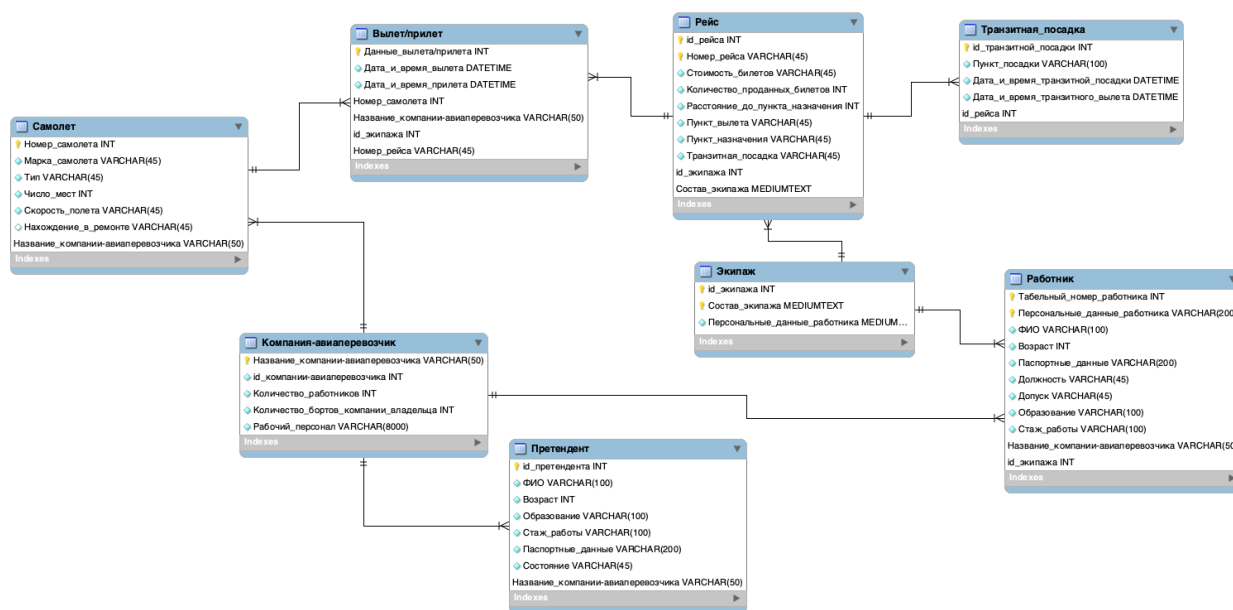 Вылет/прилет
Данные_вылета/прилета INT
Дата_и_время_вылета DATETIME
Дата_и_время_прилета DATETIME
Номер_самолета INT
Название_компании-авиаперевозчика VARCHAR(50)
id_экипажа INT
Номер_рейса VARCHAR(45)
Indexes
Рейс
id_рейса INT
Номер_рейса VARCHAR(45)
Стоимость_билетов VARCHAR(45)
Количество_проданных_билетов INT
Расстояние_до_пункта_назначения INT
Пункт_вылета VARCHAR(45)
Пункт_назначения VARCHAR(45)
Транзитная_посадка VARCHAR(45)
id_экипажа INT
Состав_экипажа MEDIUMTEXT
Indexes
Транзитная_посадка
id_транзитной_посадки INT
Пункт_посадки VARCHAR(100)
Дата_и_время_транзитной_посадки DATETIME
Дата_и_время_транзитного_вылета DATETIME
id_рейса INT
Indexes
Самолет
Номер_самолета INT
Марка_самолета VARCHAR(45)
Тип VARCHAR(45)
Число_мест INT
Скорость_полета VARCHAR(45)
Нахождение_в_ремонте VARCHAR(45)
Название_компании-авиаперевозчика VARCHAR(50)
Indexes
Экипаж
id_экипажа INT
Состав_экипажа MEDIUMTEXT
Персональные_данные_работника MEDIUM...
Indexes
Работник
Табельный_номер_работника INT
Персональные_данные_работника VARCHAR(200
ФИО VARCHAR(100)
Возраст INT
Паспортные_данные VARCHAR(200)
Должность VARCHAR(45)
Допуск VARCHAR(45)
Образование VARCHAR(100)
Стаж_работы VARCHAR(100)
Название_компании-авиаперевозчика VARCHAR(50
id_экипажа INT
Indexes
Компания-авиаперевозчик
Название_компании-авиаперевозчика VARCHAR(50)
id_компании-авиаперевозчика INT
Количество_работников INT
Количество_бортов_компании_владельца INT
Рабочий_персонал VARCHAR(8000)
Indexes
Претендент
id_претендента INT
ФИО VARCHAR(100)
Возраст INT
Образование VARCHAR(100)
Стаж_работы VARCHAR(100)
Паспортные_данные VARCHAR(200)
Состояние VARCHAR(45)
Название_компании-авиаперевозчика VARCHAR(50)
Indexes